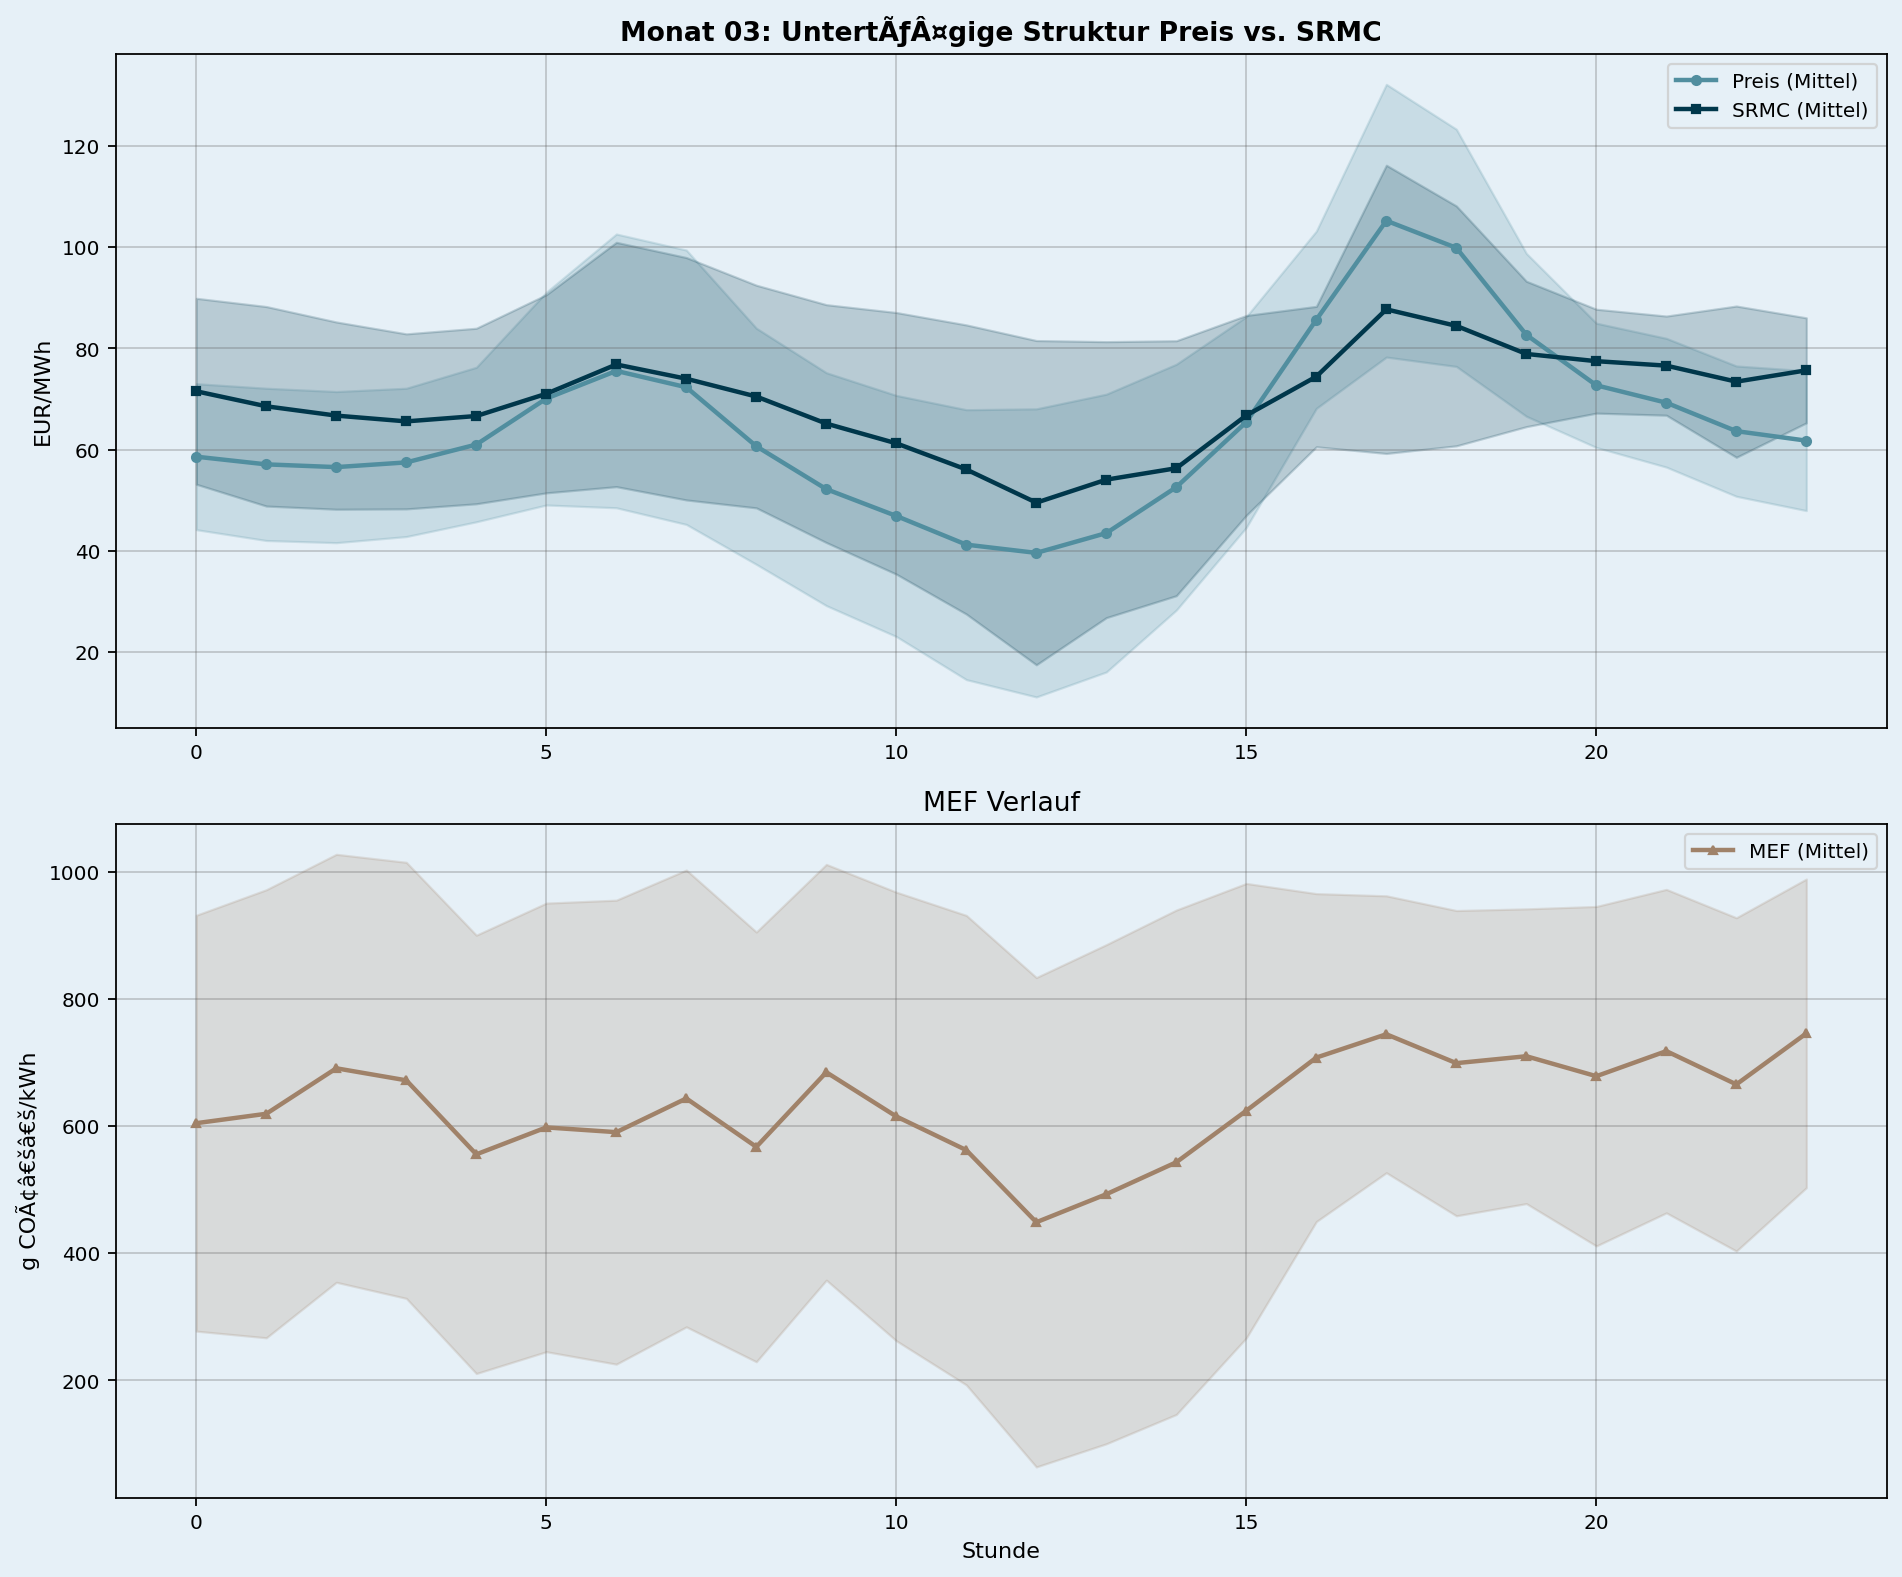 Monat 03: UntertÃƒÂ¤gige Struktur Preis vs. SRMC
Preis (Mittel)
SRMC (Mittel)
EUR/MWh
120
100
80
60
40
20
0 5 10 15 20
MEF Verlauf
MEF (Mittel)
g COÃ¢â€šâ€š/kWh
1000
800
600
400
200
0 5 10 15 20
Stunde